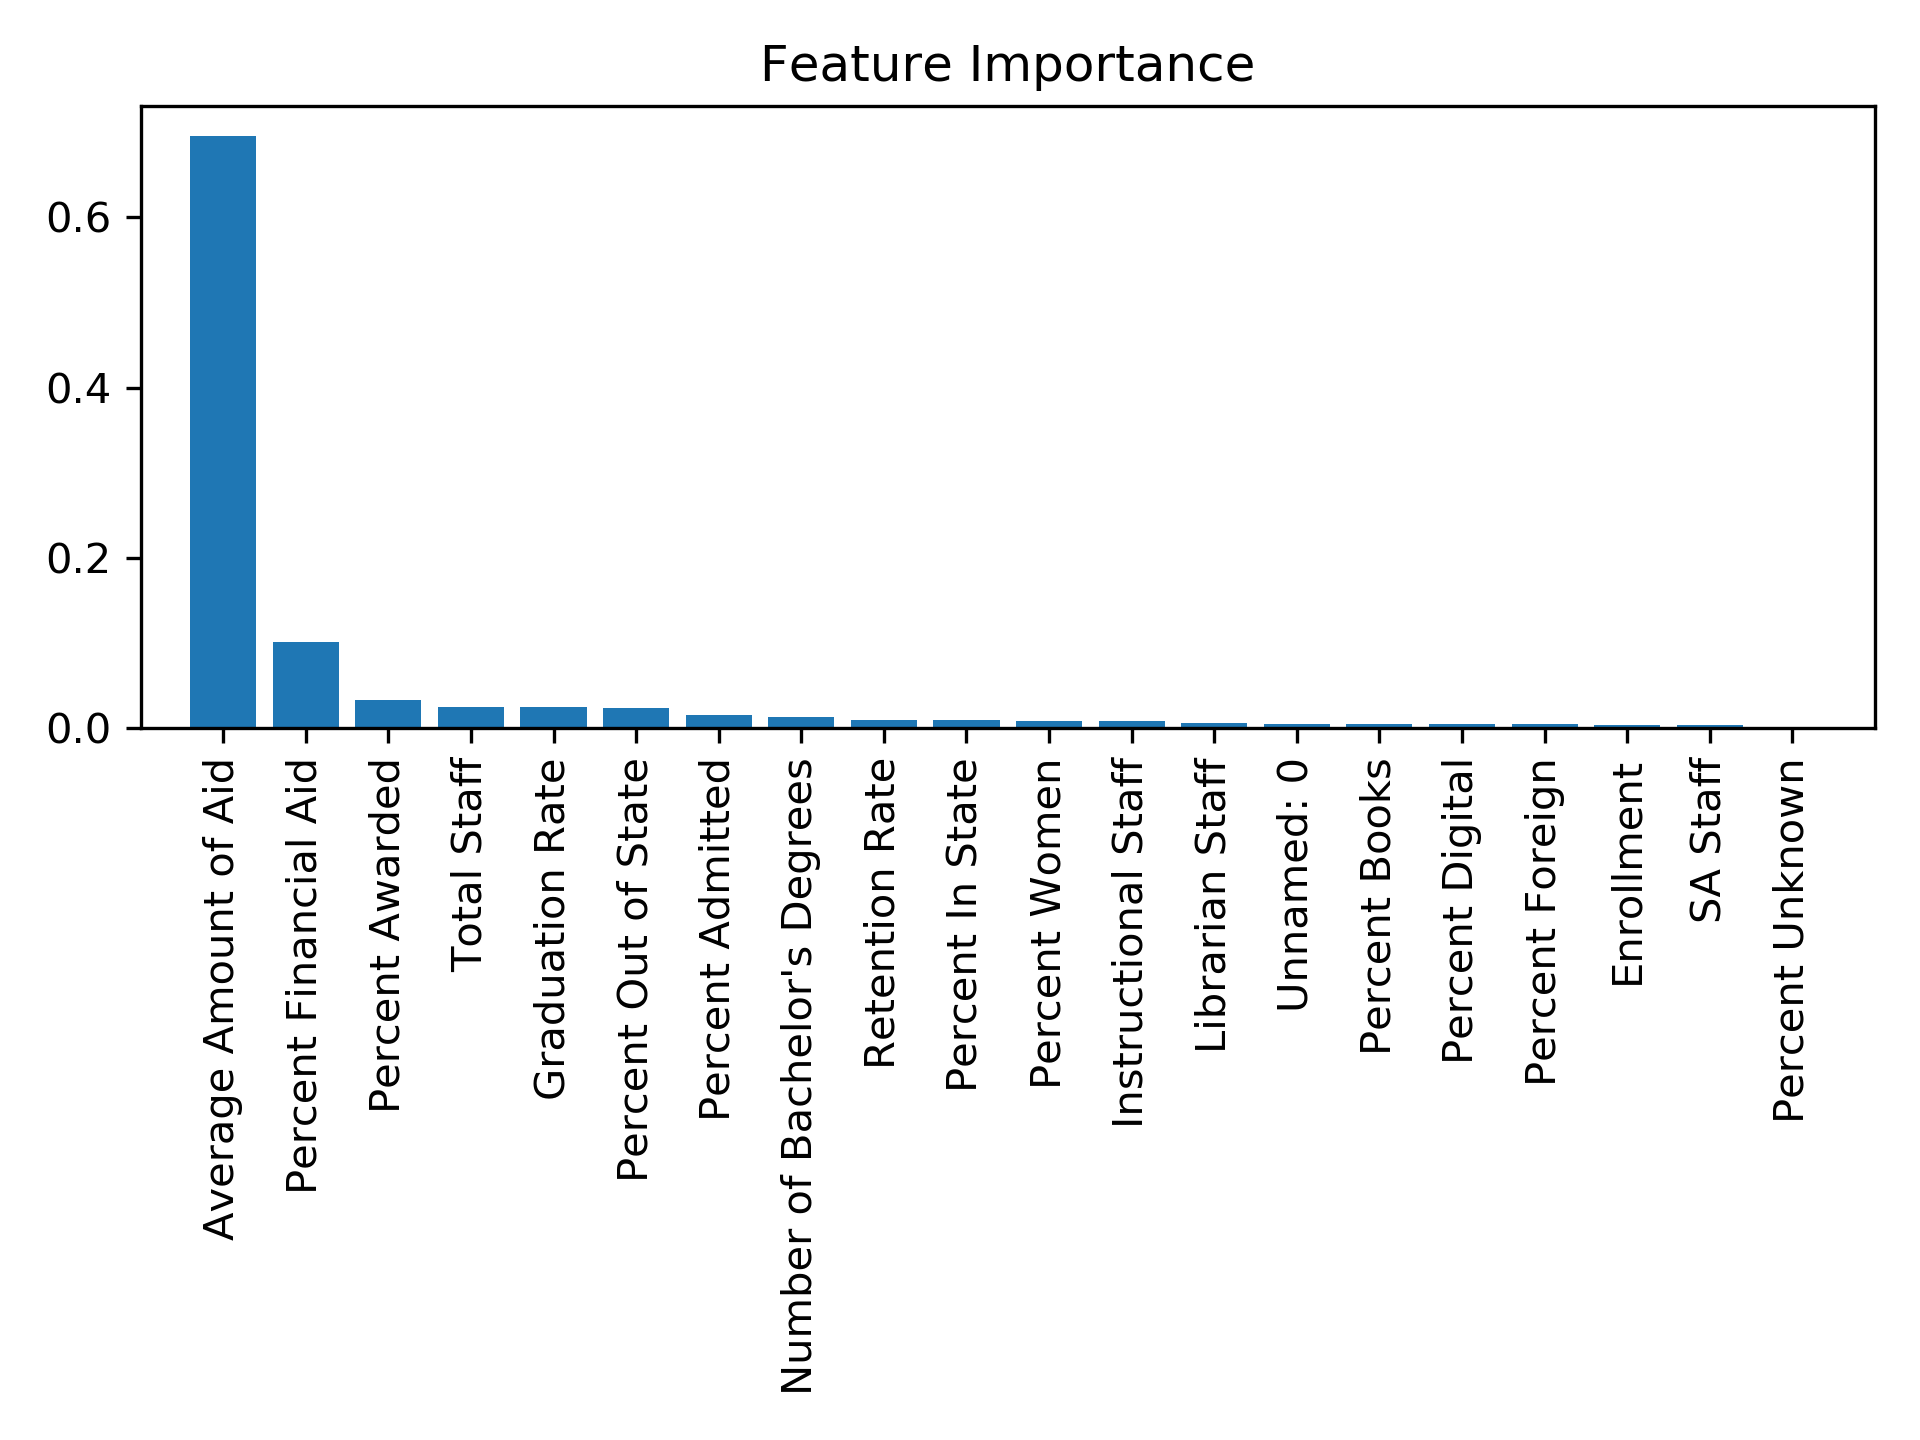 Feature Importance
0.6
0.4
0.2
0.0
Average Amount of Aid
Percent Financial Aid
Percent Awarded
Total Staff
Graduation Rate
Percent Out of State
Percent Admitted
Number of Bachelor's Degrees
Retention Rate
Percent In State
Percent Women
Instructional Staff
Librarian Staff
Unnamed: 0
Percent Books
Percent Digital
Percent Foreign
Enrollment
SA Staff
Percent Unknown